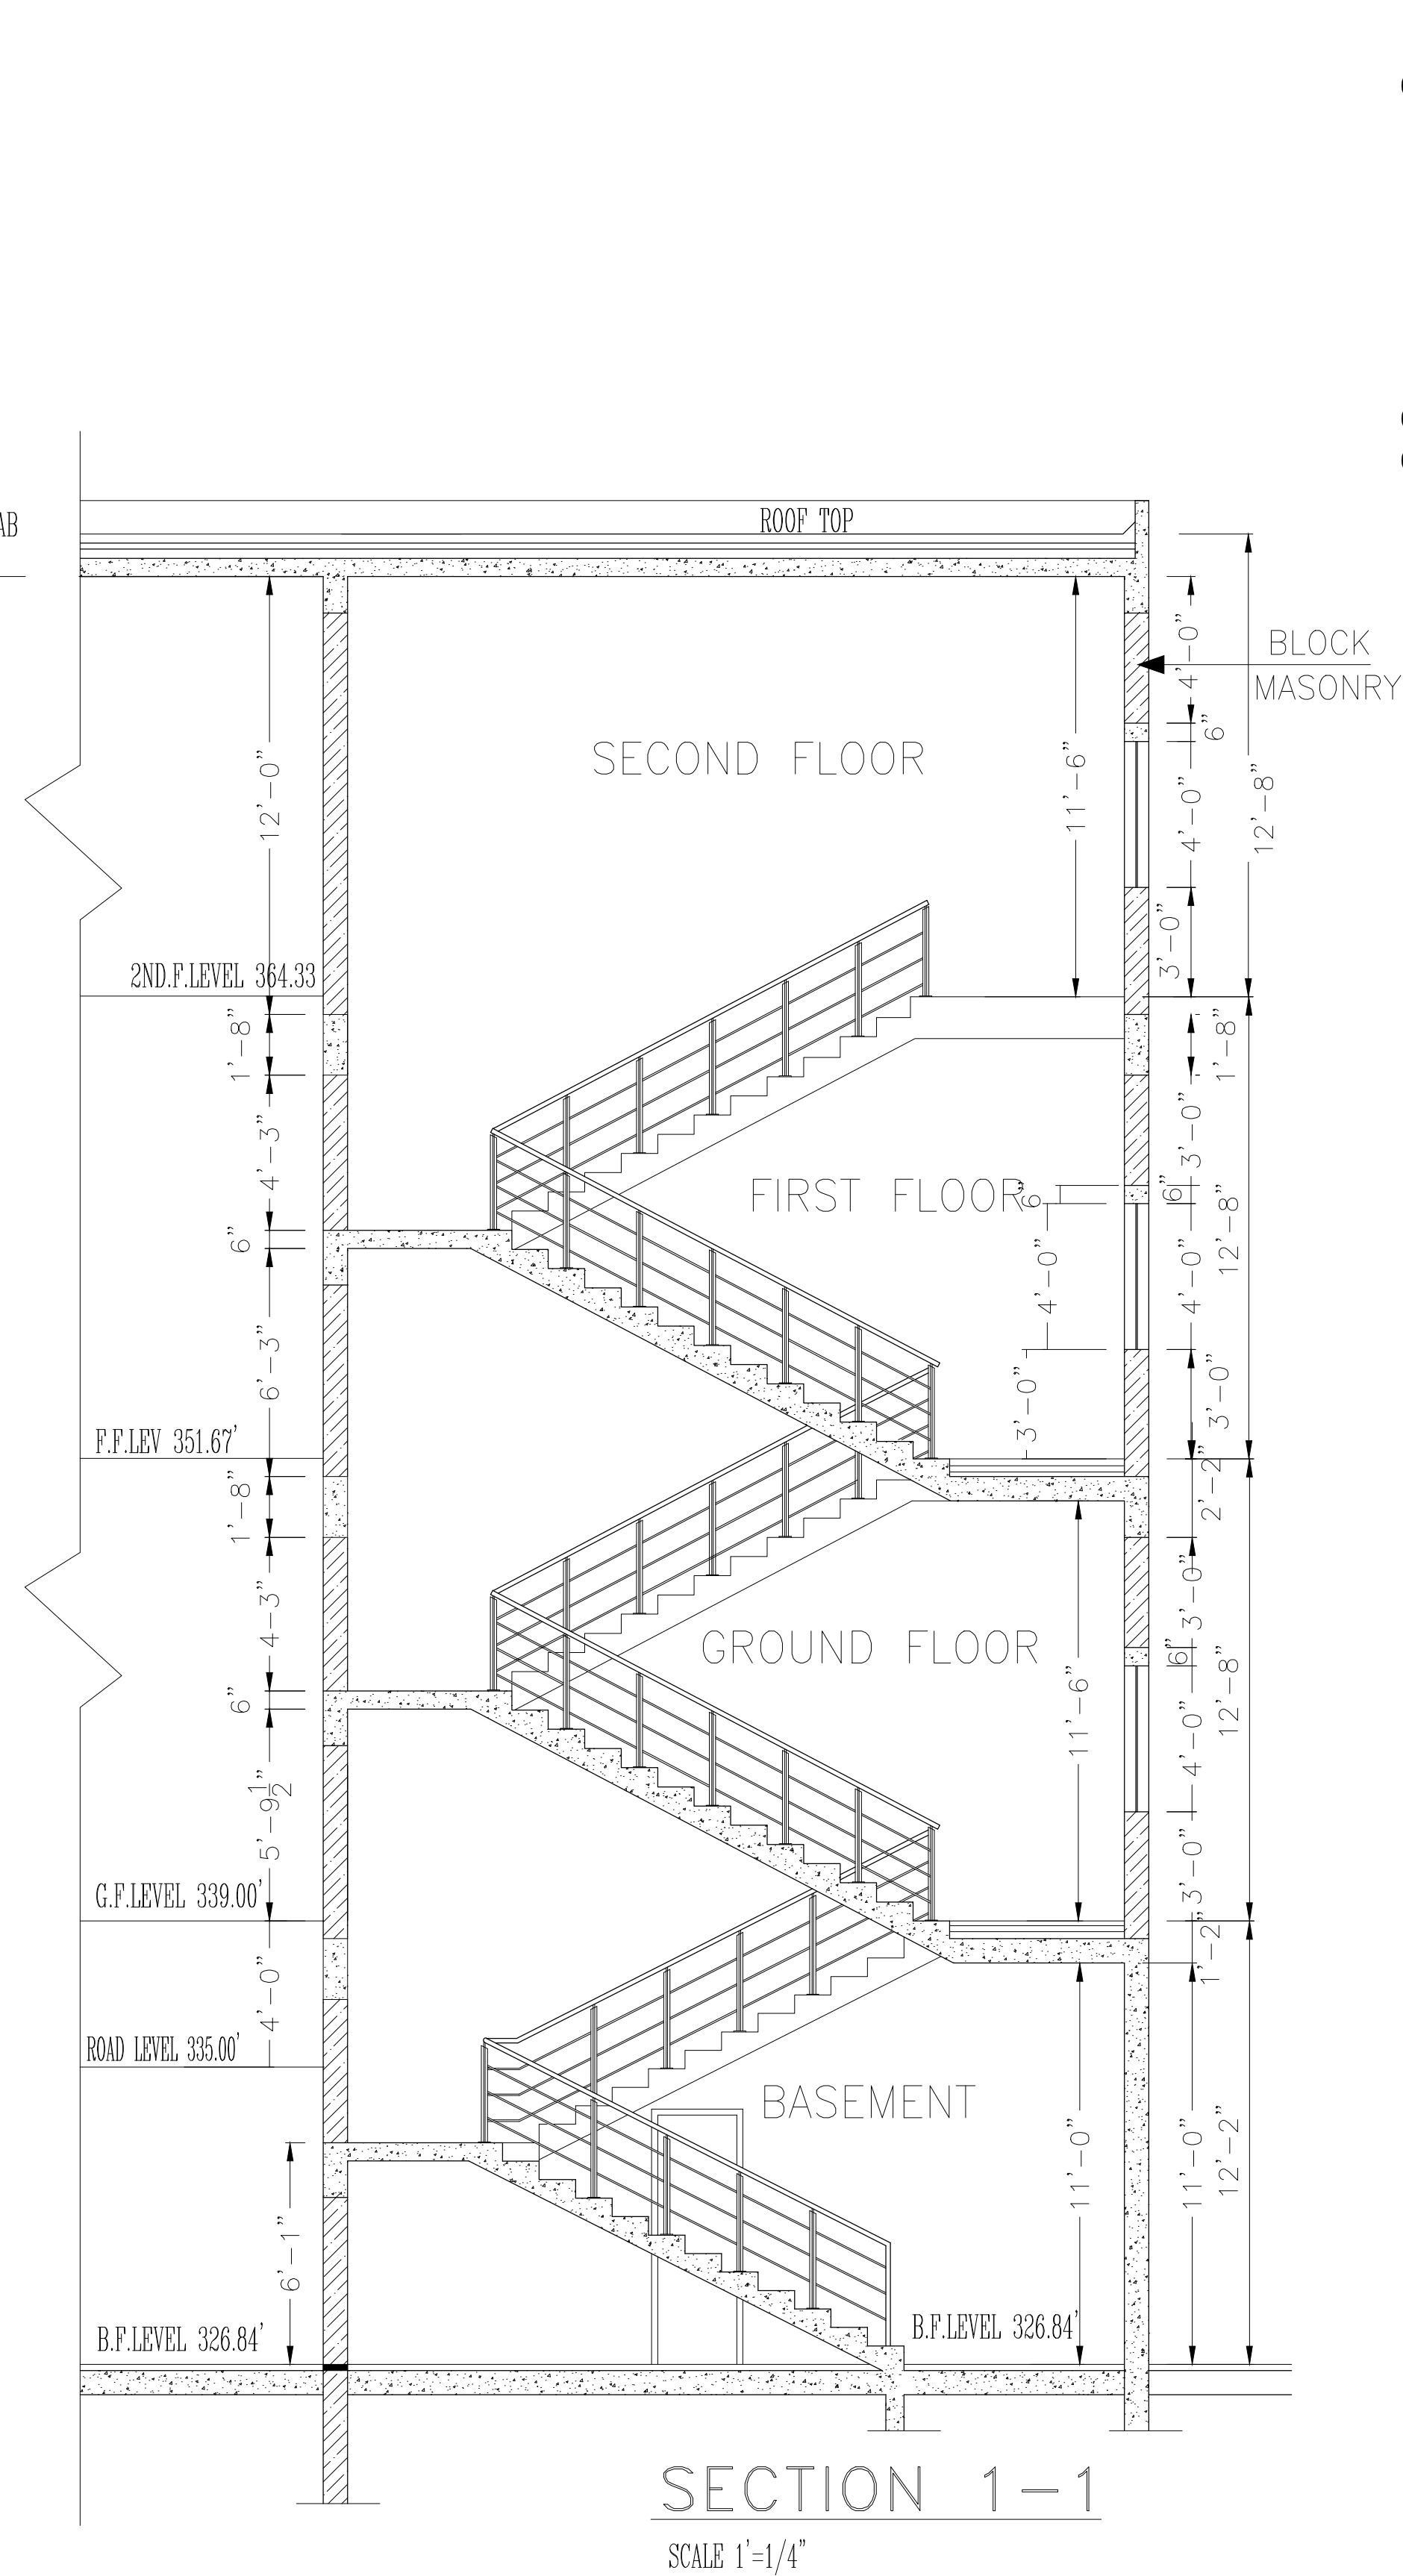 AB
ROOF TOP
BLOCK
MASONRY
4'-0"
6"
SECOND FLOOR
12'-0"
11'-6"
4'-0"
12'-8"
3'-0"
2ND.F.LEVEL 364.33
1'-8"
1'-8"
4'-3"
3'-0"
FIRST FLOOR
6"
6"
12'-8"
6"
4'-0"
4'-0"
6'-3"
3'-0"
3'-0"
F.F.LEV 351.67'
1'-8"
2'-2"
4-3"
3'-0"
GROUND FLOOR
6"
12'-8"
6"
11'-6"
4'-0"
5'-9 1/2"
3'-0"
G.F.LEVEL 339.00'
4'-0"
1'-2"
ROAD LEVEL 335.00'
BASEMENT
11'-0"
11'-0"
12'-2"
6'-1"
B.F.LEVEL 326.84'
B.F.LEVEL 326.84'
SECTION 1-1
SCALE 1'=1/4"